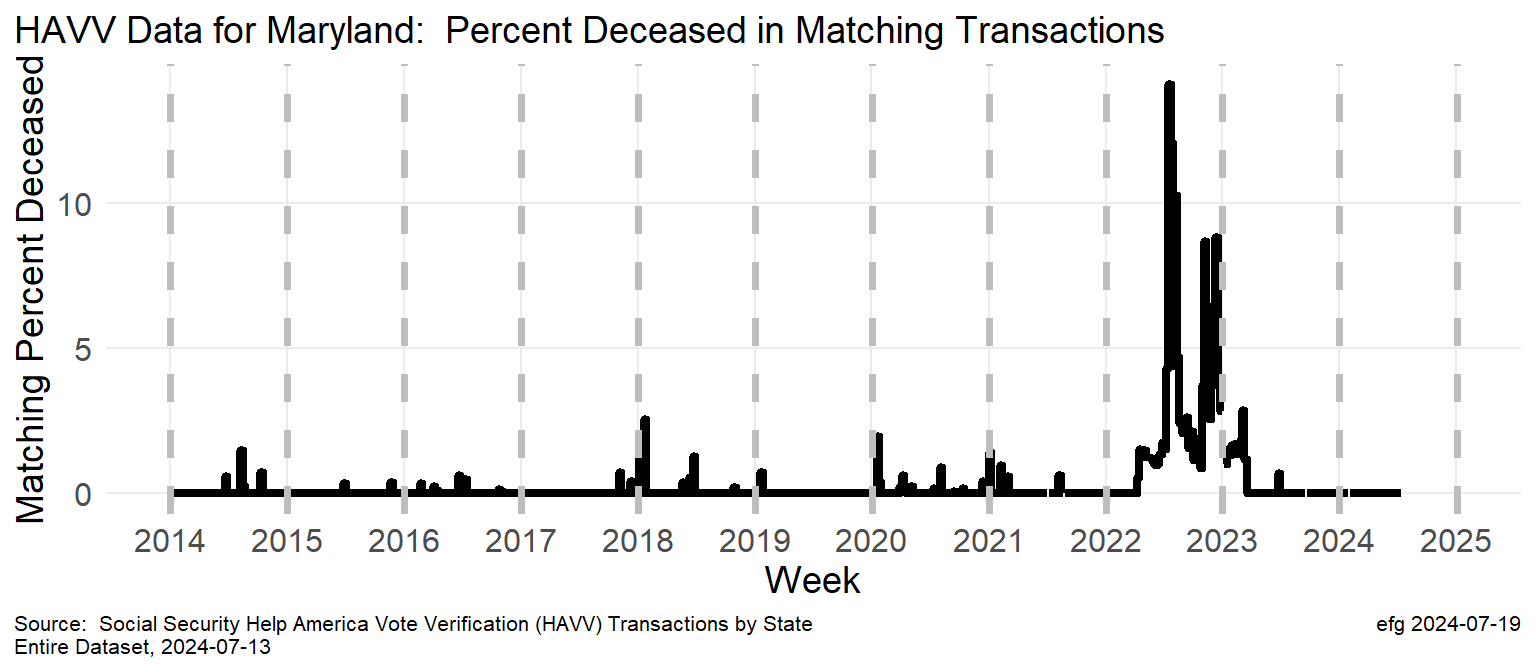 HAVV Data for Maryland:  Percent Deceased in Matching Transactions
Matching Percent Deceased
10
5
0
2014 2015 2016 2017 2018 2019 2020 2021 2022 2023 2024 2025
Week
Source:  Social Security Help America Vote Verification (HAVV) Transactions by State
Entire Dataset, 2024-07-13
efg 2024-07-19